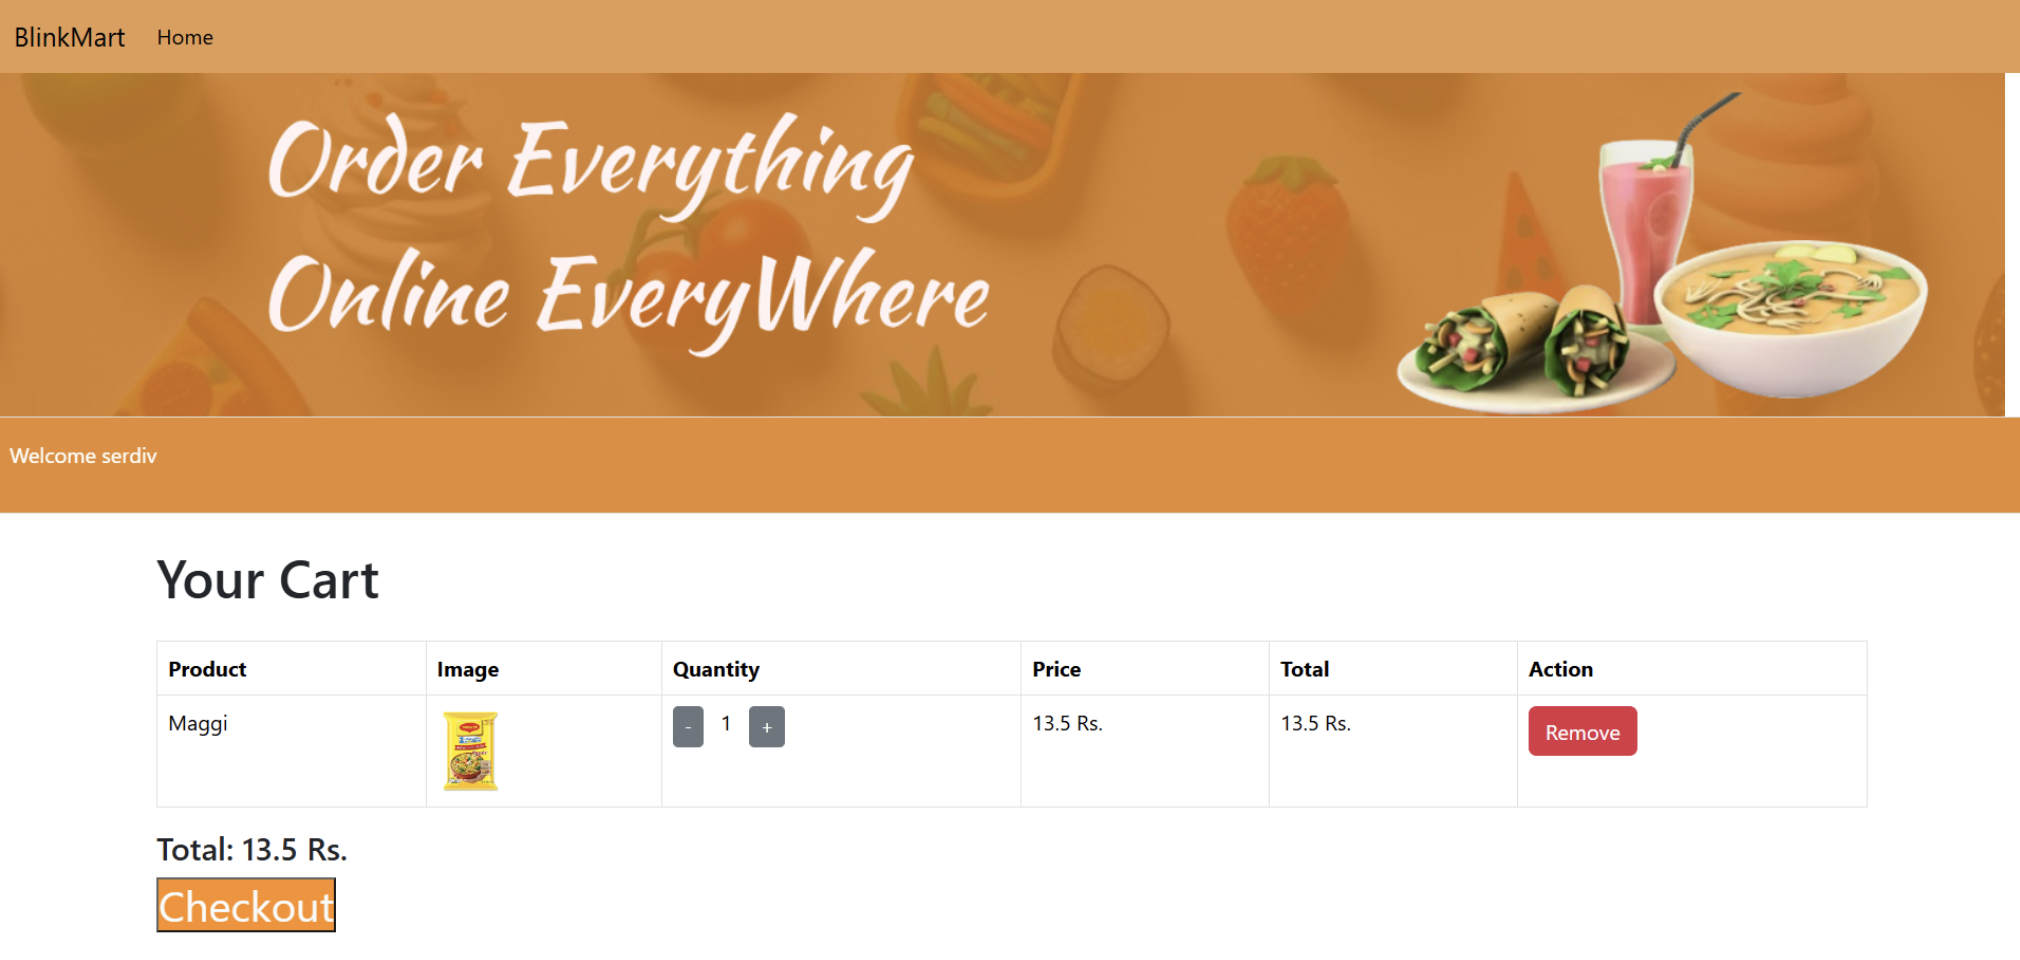 BlinkMart Home
Order Everything
Online EveryWhere
Welcome serdiv
Your Cart
Product Image Quantity Price Total Action
Maggi - 1 + 13.5 Rs. 13.5 Rs. Remove
Total: 13.5 Rs.
Checkout